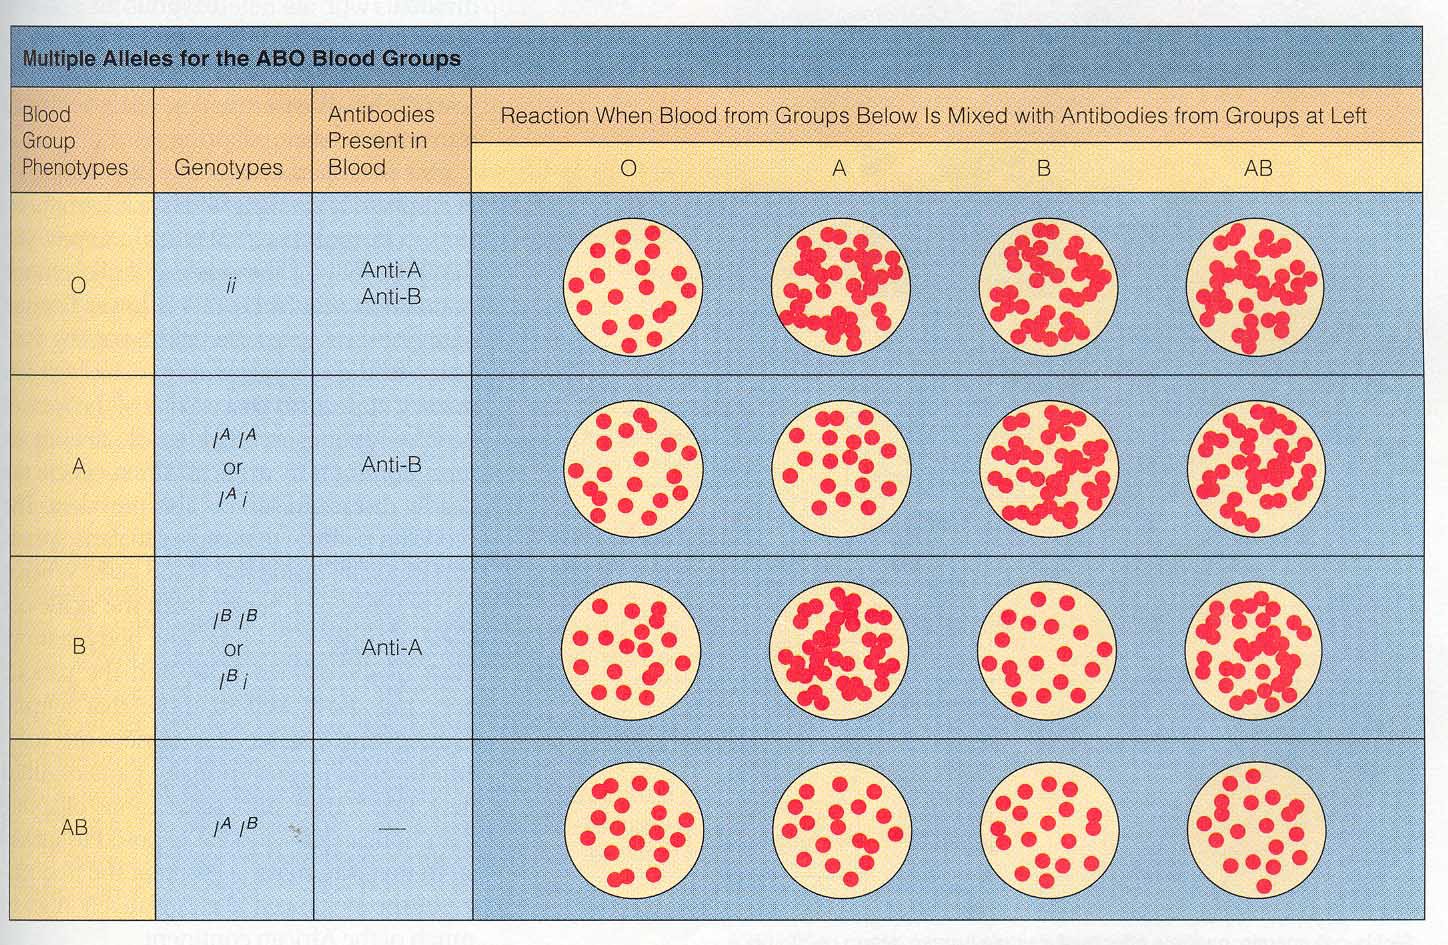 Multiple Alleles for the ABO Blood Groups
Blood
Group
Phenotypes
Genotypes
Antibodies
Present in
Blood
Reaction When Blood from Groups Below Is Mixed with Antibodies from Groups at Left
O A B AB
O
ii
Anti-A
Anti-B
A
I^A I^A
or
I^A i
Anti-B
B
I^B I^B
or
I^B i
Anti-A
AB
I^A I^B
—